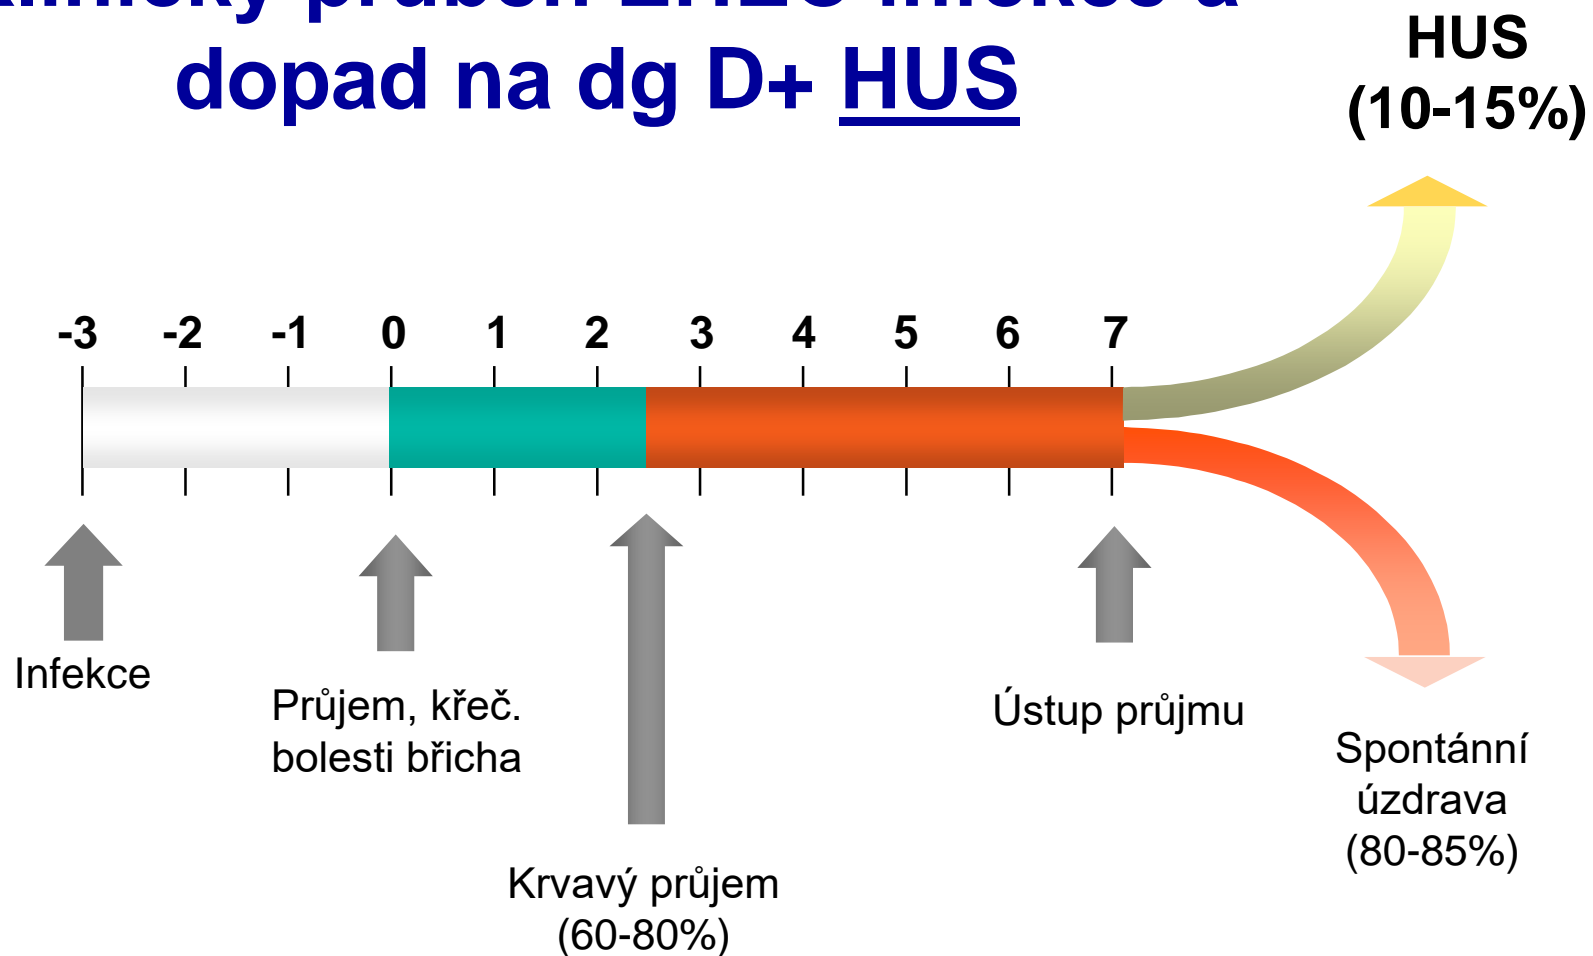 dopad na dg D+ HUS
HUS
(10-15%)
-3 -2 -1 0 1 2 3 4 5 6 7
Infekce
Průjem, křeč.
bolesti břicha
Krvavý průjem
(60-80%)
Ústup průjmu
Spontánní
úzdrava
(80-85%)